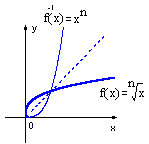 f⁻¹(x)=xⁿ
y
f(x)=ⁿ√x
0
x